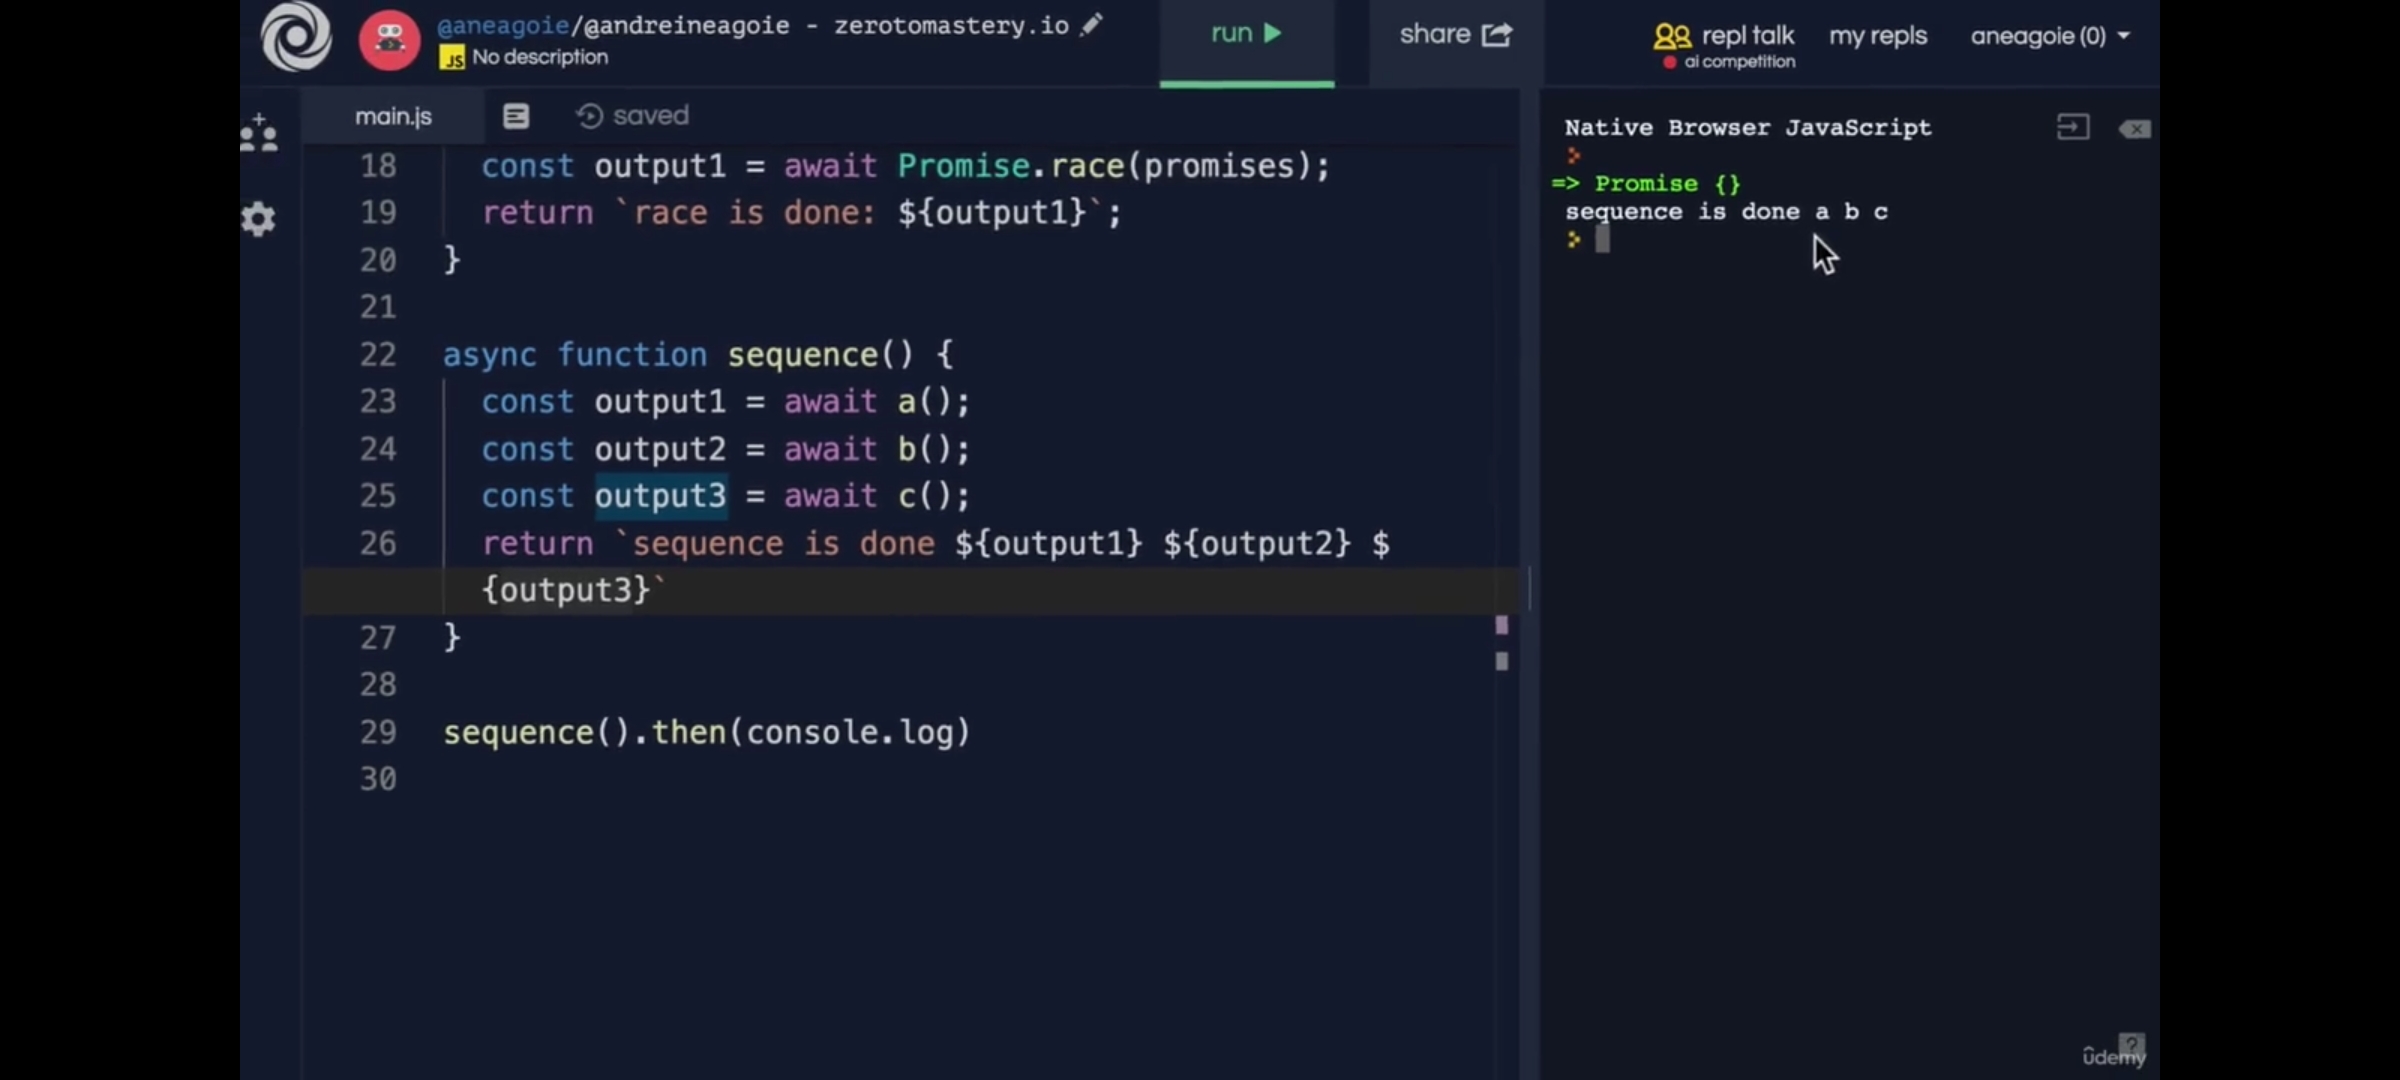 @aneagoie/@andreineagoie - zerotomastery.io
JS No description
run
share
repl talk
ai competition
my repls
aneagoie (0)
main.js
saved
18 const output1 = await Promise.race(promises);
19 return `race is done: ${output1}`;
20 }
21
22 async function sequence() {
23 const output1 = await a();
24 const output2 = await b();
25 const output3 = await c();
26 return `sequence is done ${output1} ${output2} $
{output3}`
27 }
28
29 sequence().then(console.log)
30
Native Browser JavaScript
=> Promise {}
sequence is done a b c
?
ûdemy